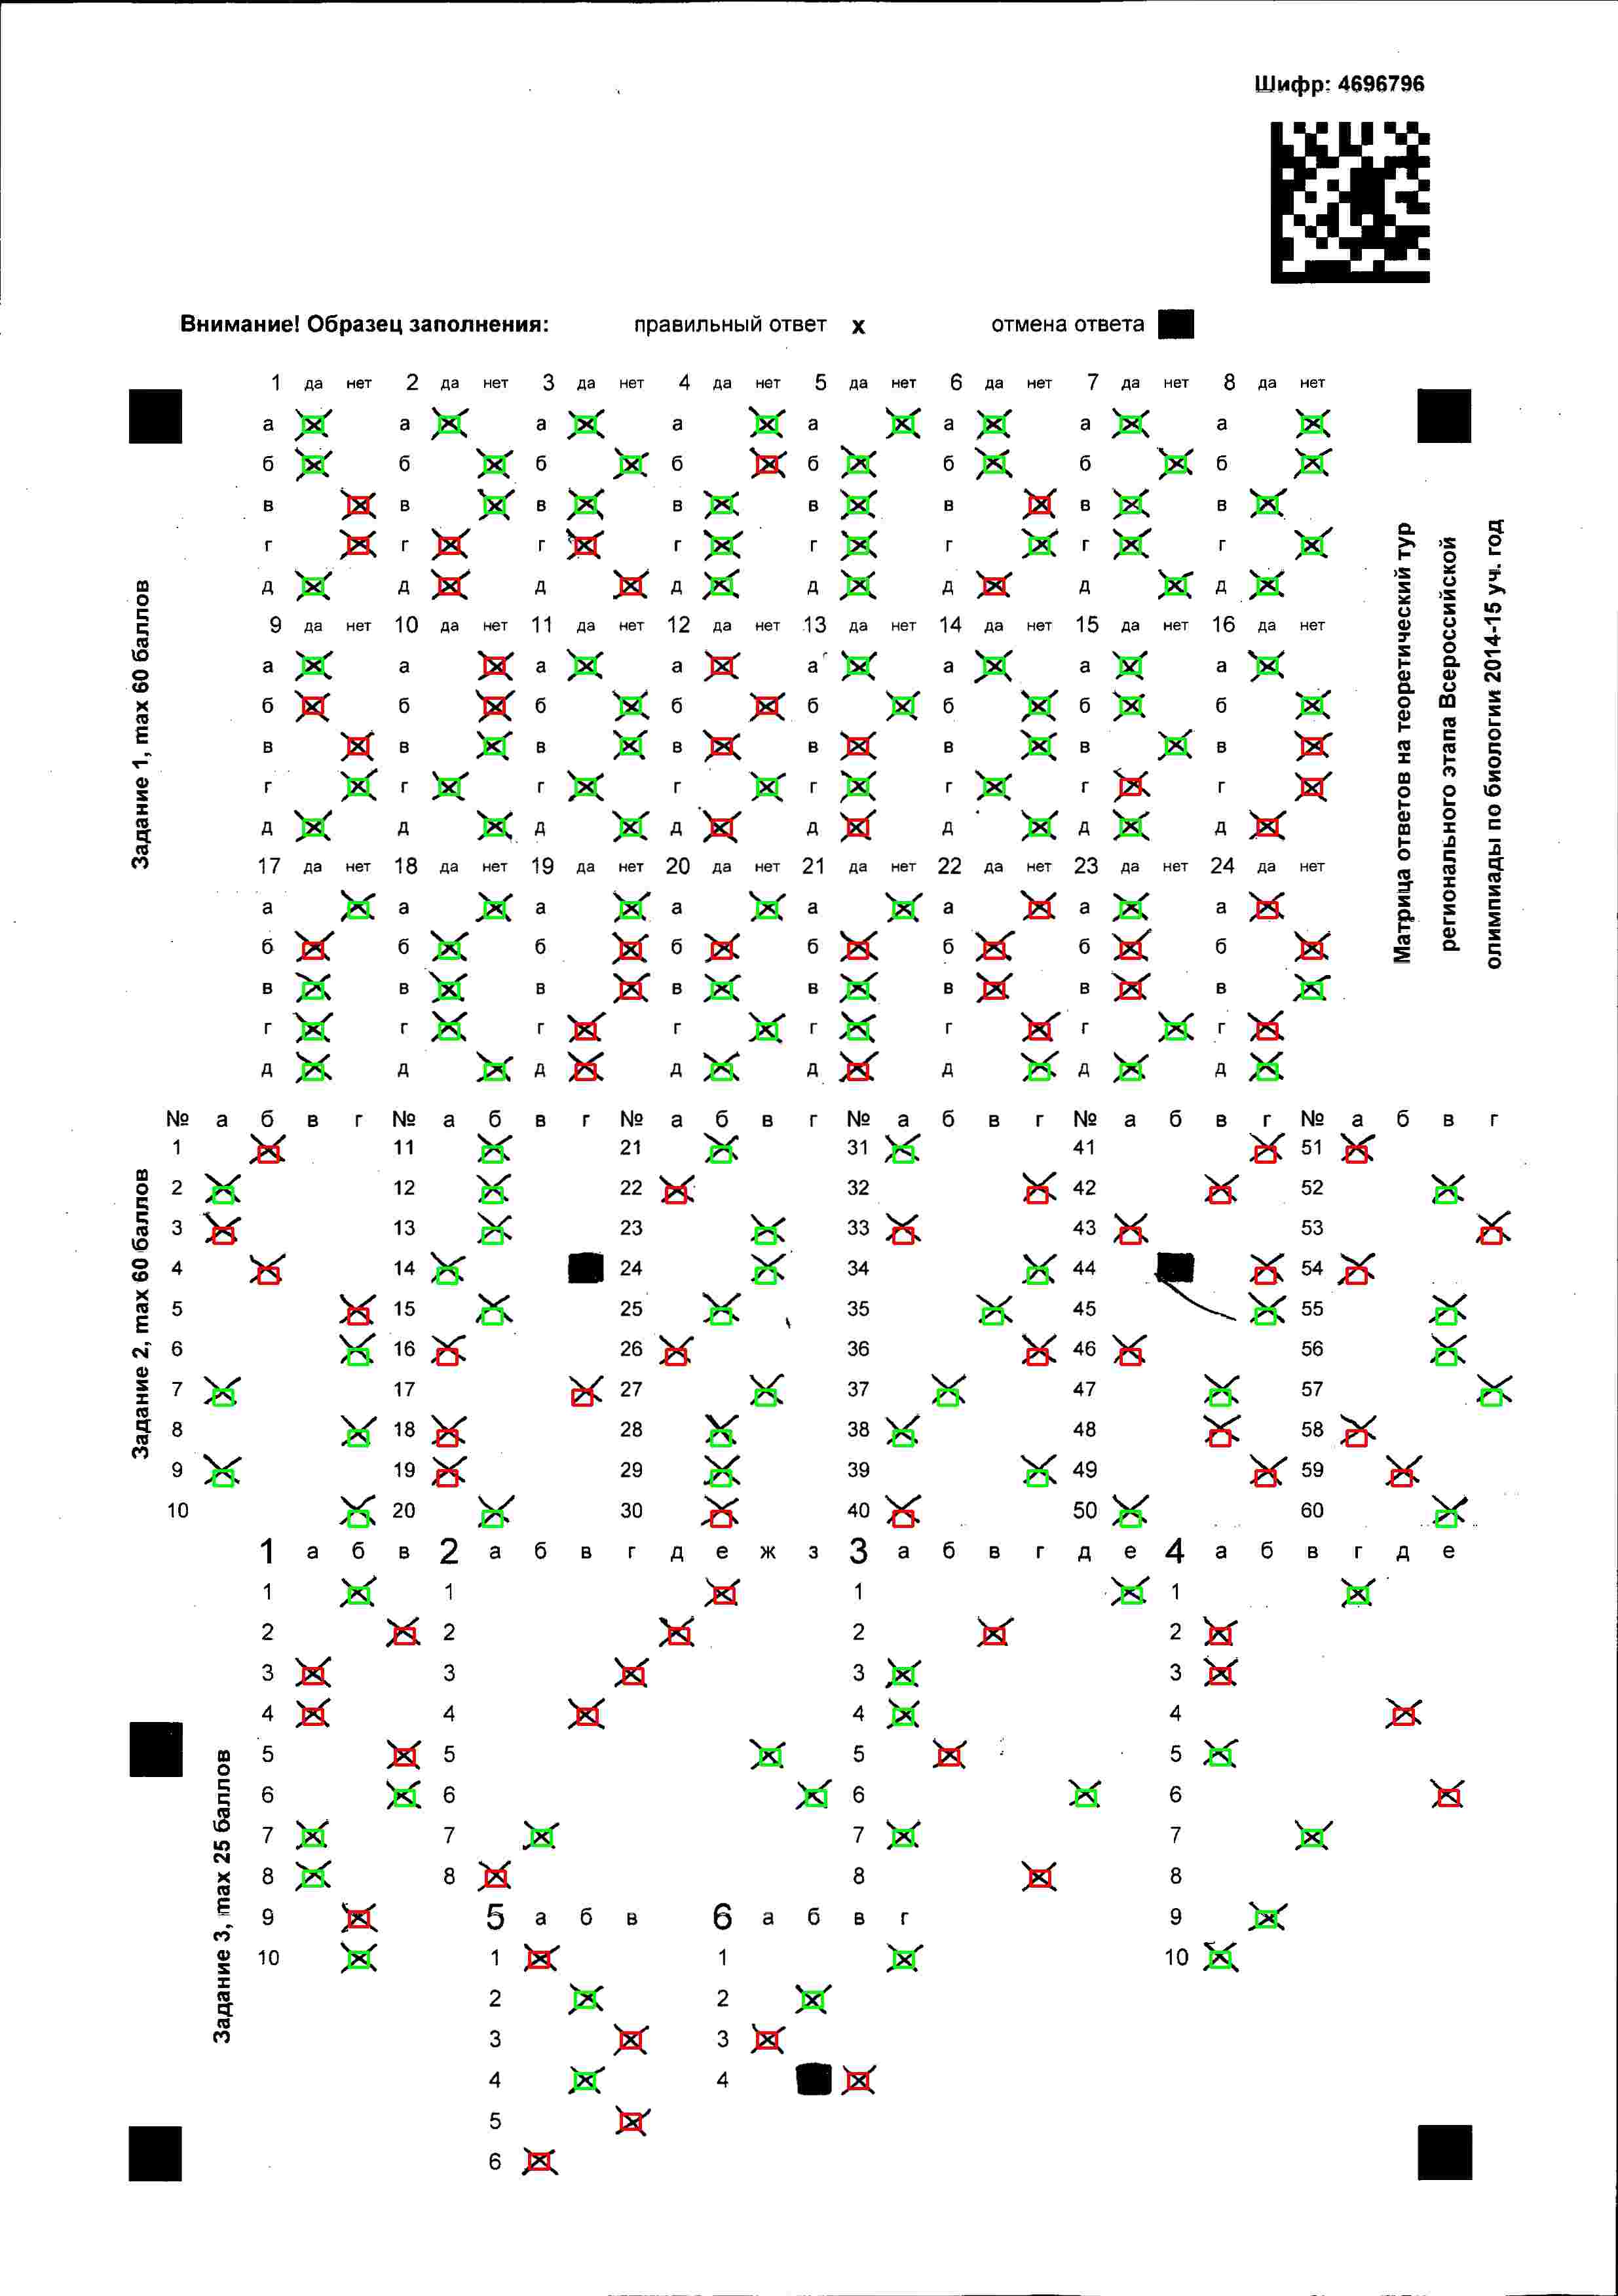 Шифр: 4696796
Внимание! Образец заполнения: правильный ответ x отмена ответа
1 да нет 2 да нет 3 да нет 4 да нет 5 да нет 6 да нет 7 да нет 8 да нет
а а а а а а а а
б б б б б б б б
в в в в в в в в
г г г г г г г г
д д д д д д д д
9 да нет 10 да нет 11 да нет 12 да нет 13 да нет 14 да нет 15 да нет 16 да нет
а а а а а а а а
б б б б б б б б
в в в в в в в в
г г г г г г г г
д д д д д д д д
17 да нет 18 да нет 19 да нет 20 да нет 21 да нет 22 да нет 23 да нет 24 да нет
а а а а а а а а
б б б б б б б б
в в в в в в в в
г г г г г г г г
д д д д д д д д
Задание 1, max 60 баллов
Матрица ответов на теоретический тур
регионального этапа Всероссийской
олимпиады по биологии 2014-15 уч. год
№ а б в г № а б в г № а б в г № а б в г № а б в г № а б в г
1 11 21 31 41 51
2 12 22 32 42 52
3 13 23 33 43 53
4 14 24 34 44 54
5 15 25 35 45 55
6 16 26 36 46 56
7 17 27 37 47 57
8 18 28 38 48 58
9 19 29 39 49 59
10 20 30 40 50 60
Задание 2, max 60 баллов
1 а б в 2 а б в г д е ж з 3 а б в г д е 4 а б в г д е
1 1 1 1
2 2 2 2
3 3 3 3
4 4 4 4
5 5 5 5
6 6 6 6
7 7 7 7
8 8 8 8
9 5 а б в 6 а б в г 9
10 1 1 10
2 2
3 3
4 4
5
6
Задание 3, max 25 баллов